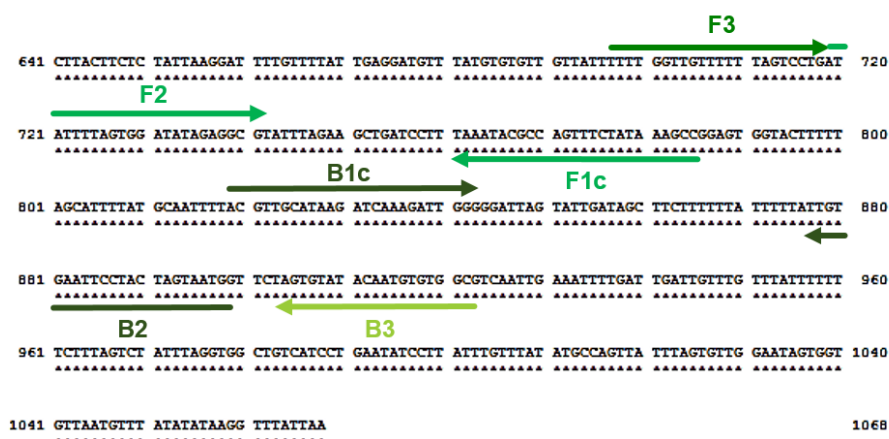 F3
641 CTTACTTCTC TATTAAGGAT TTTGTTTTAT TGAGGATGTT TATGTGTGTT GTTATTTTTT GGTTGTTTTT TAGTCCTGAT 720
F2
721 ATTTTAGTGG ATATAGAGGC GTATTTAGAA GCTGATCCTT TAAATACGCC AGTTTCTATA AAGCCGGAGT GGTACTTTTT 800
B1c F1c
801 AGCATTTTAT GCAATTTTAC GTTGCATAAG ATCAAAGATT GGGGGATTAG TATTGATAGC TTCTTTTTTA TTTTTATTGT 880
881 GAATTCCTAC TAGTAATGGT TCTAGTGTAT ACAATGTGTG GCGTCAATTG AAATTTTGAT TGATTGTTTG TTTATTTTTT 960
B2 B3
961 TCTTTAGTCT ATTTAGGTGG CTGTCATCCT GAATATCCTT ATTTGTTTAT ATGCCAGTTA TTTAGTGTTG GAATAGTGGT 1040
1041 GTTAATGTTT ATATATAAGG TTTATTAA 1068